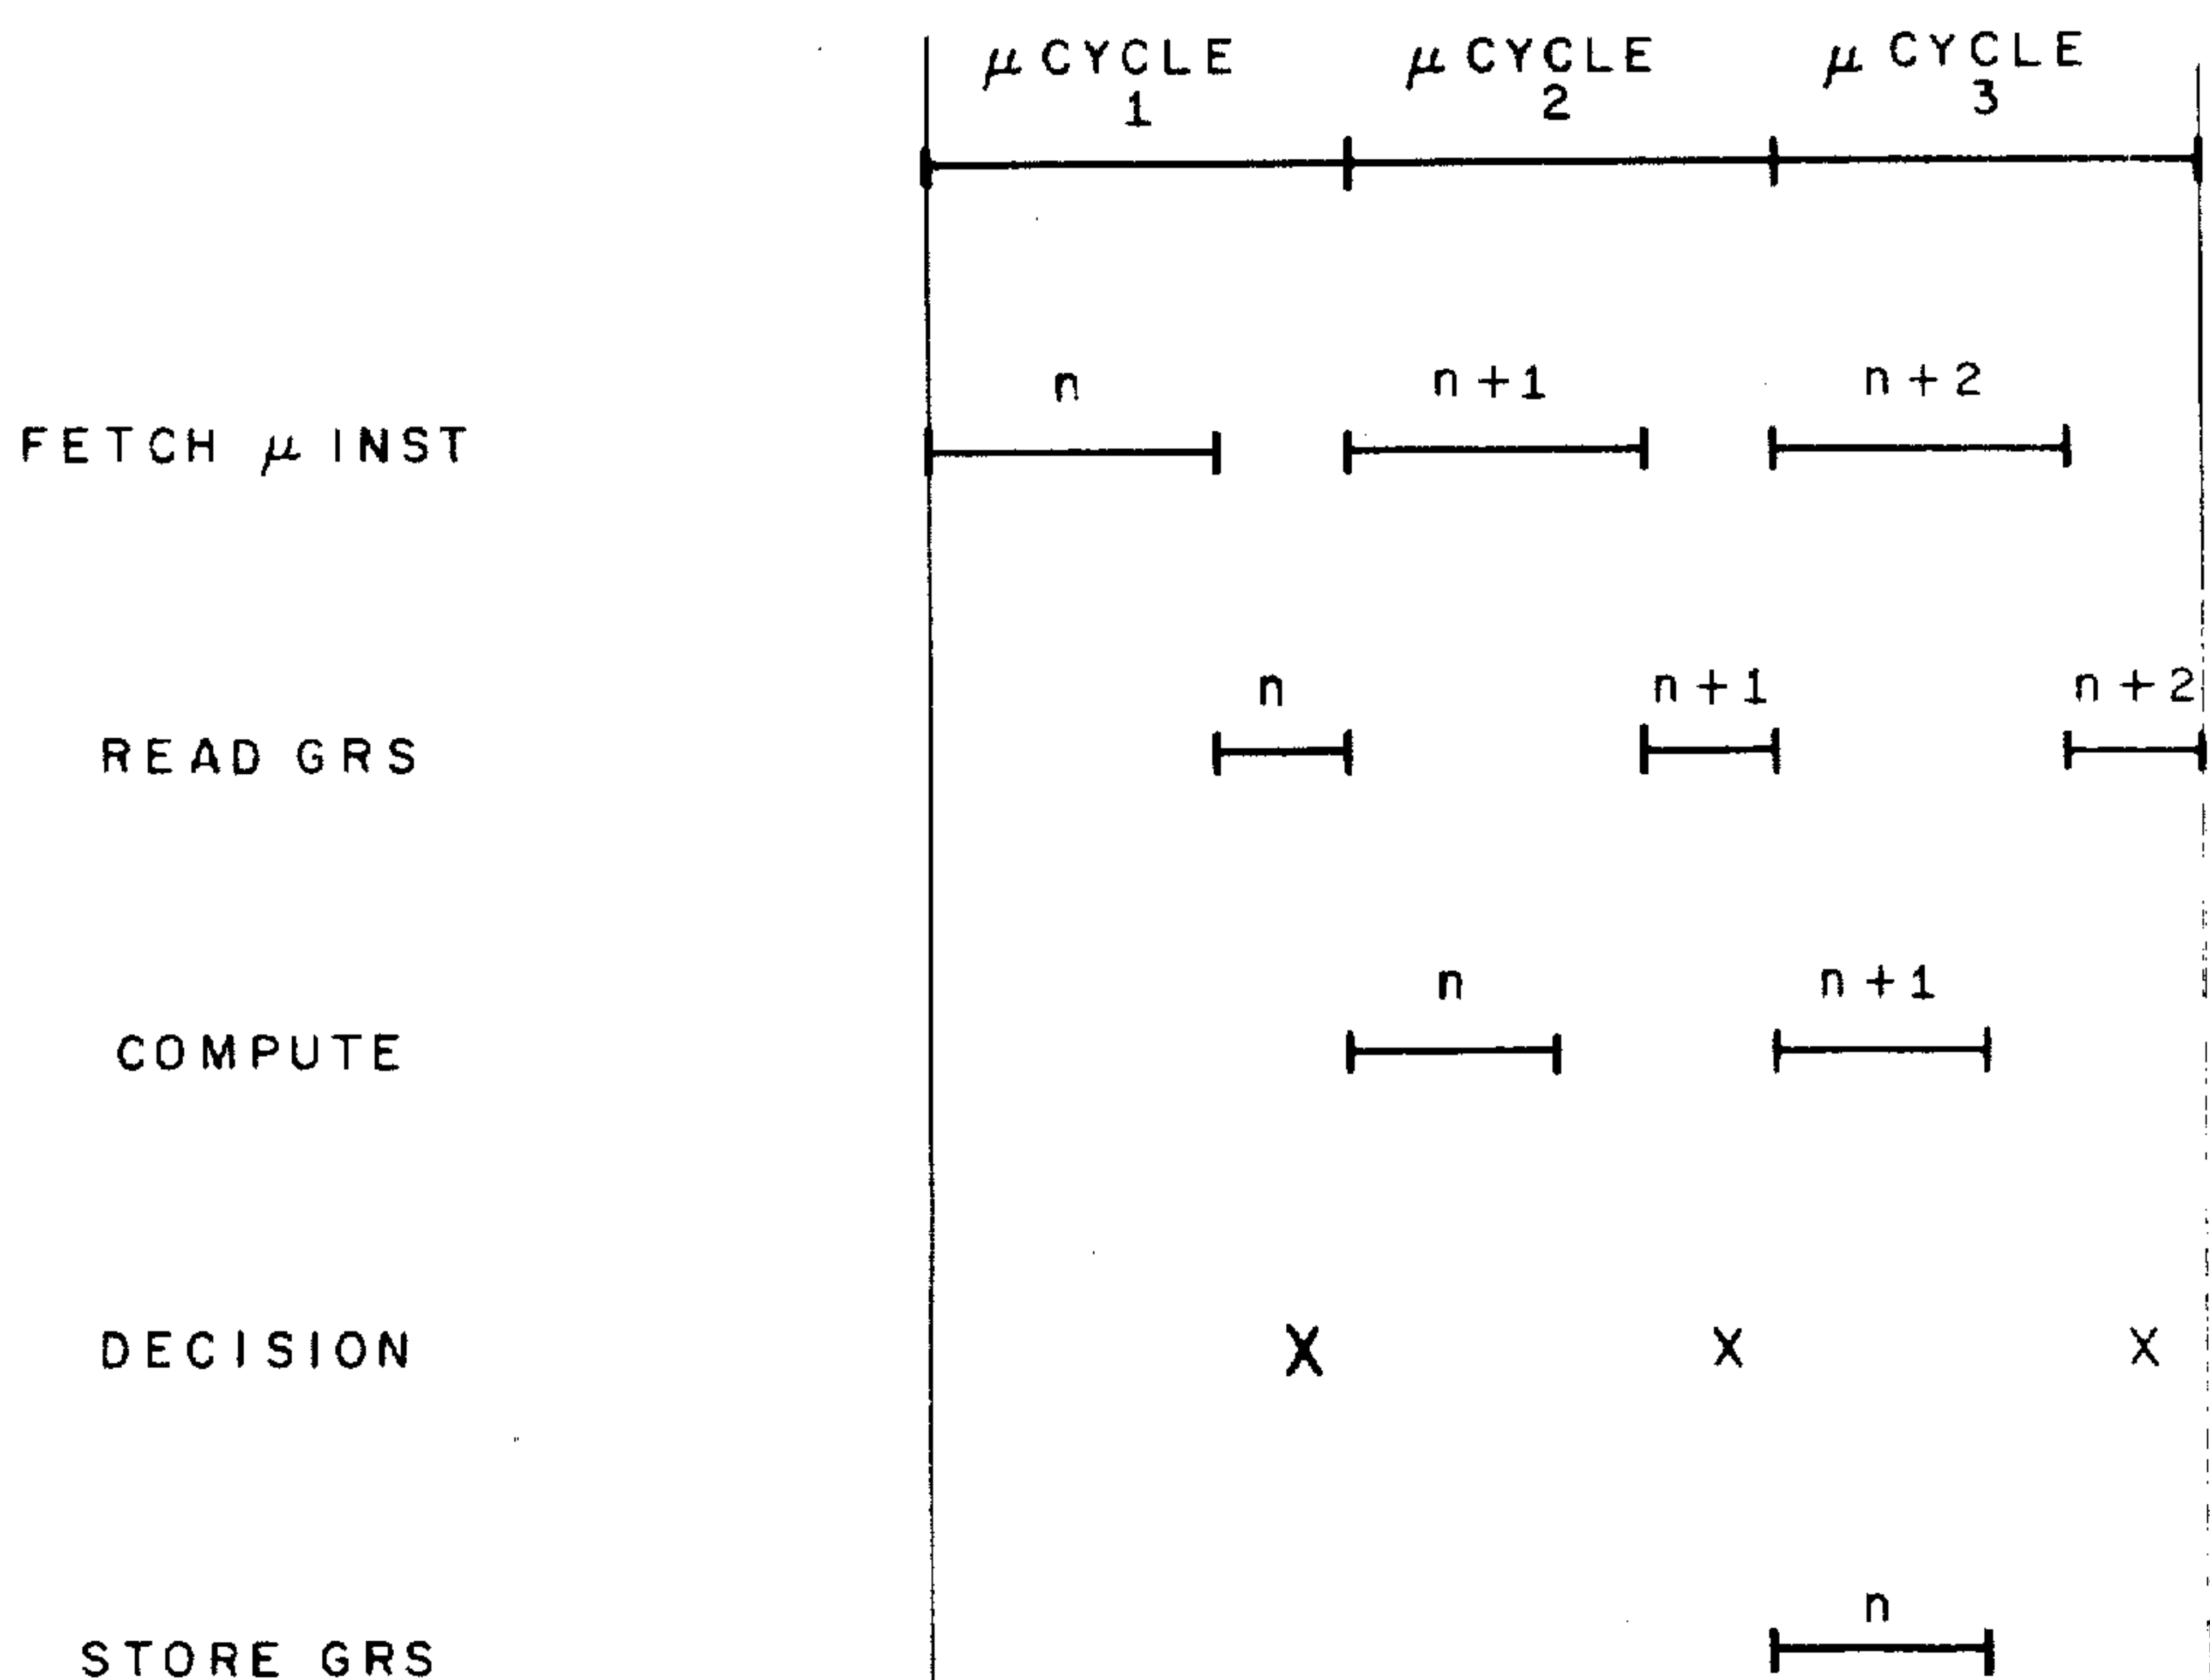 μ CYCLE 1
μ CYCLE 2
μ CYCLE 3
FETCH μ INST
n
n+1
n+2
READ GRS
n
n+1
n+2
COMPUTE
n
n+1
DECISION
X
X
X
STORE GRS
n